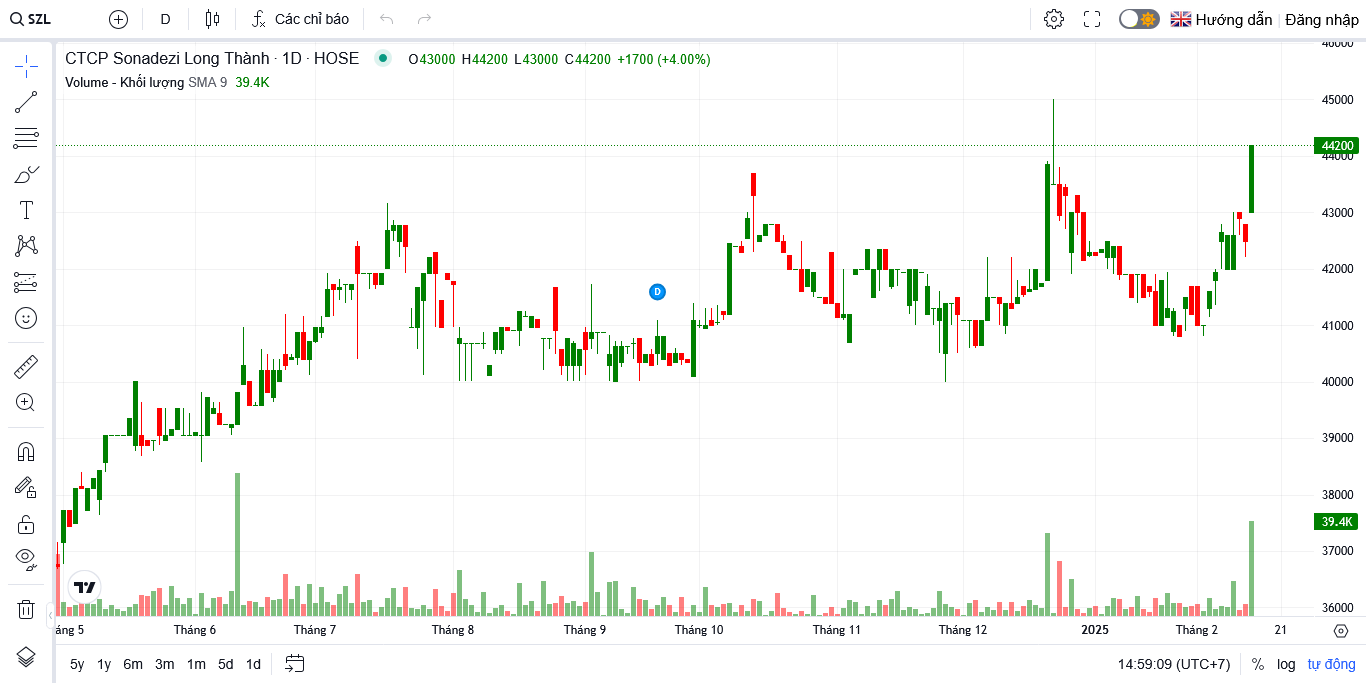 SZL D Các chỉ báo Hướng dẫn Đăng nhập
CTCP Sonadezi Long Thành · 1D · HOSE O43000 H44200 L43000 C44200 +1700 (+4.00%)
Volume - Khối lượng SMA 9 39.4K
46000
45000
44200
44000
43000
42000
D
41000
40000
39000
38000
39.4K
37000
36000
áng 5 Tháng 6 Tháng 7 Tháng 8 Tháng 9 Tháng 10 Tháng 11 Tháng 12 2025 Tháng 2 21
5y 1y 6m 3m 1m 5d 1d 14:59:09 (UTC+7) % log tự động